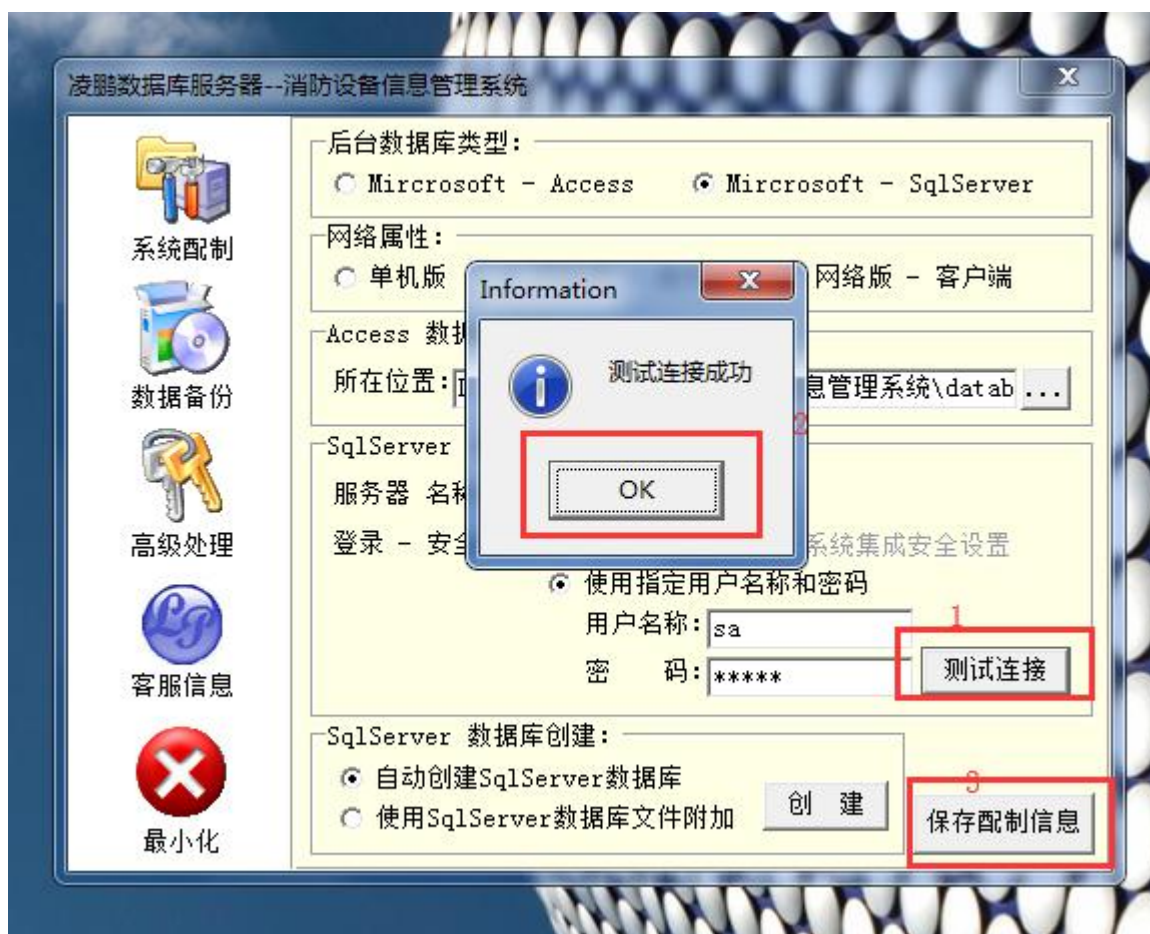 凌鹏数据库服务器--消防设备信息管理系统
系统配制
数据备份
高级处理
客服信息
最小化
后台数据库类型:
Mircrosoft - Access
Mircrosoft - SqlServer
网络属性:
单机版
网络版 - 客户端
Access 数据
所在位置:
息管理系统\datab
...
SqlServer
服务器 名称
登录 - 安全
系统集成安全设置
使用指定用户名称和密码
用户名称:
sa
密 码:
*****
1
测试连接
Information
测试连接成功
2
OK
SqlServer 数据库创建:
自动创建SqlServer数据库
使用SqlServer数据库文件附加
创 建
3
保存配制信息